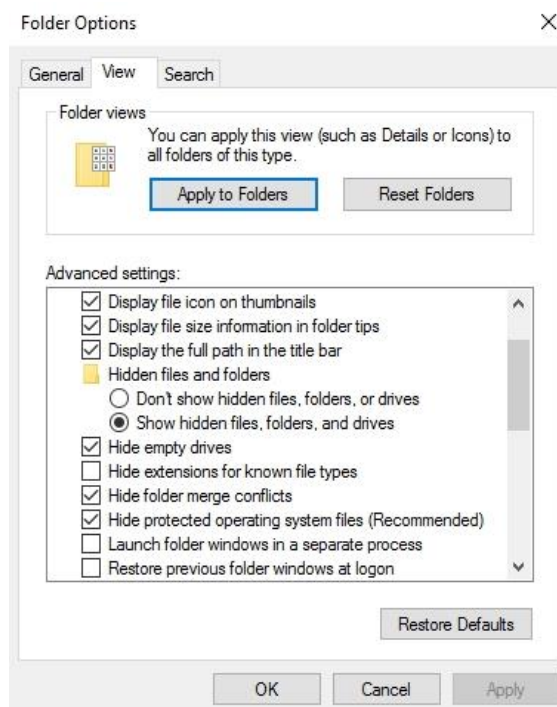 Folder Options
General View Search
Folder views
You can apply this view (such as Details or Icons) to
all folders of this type.
Apply to Folders Reset Folders
Advanced settings:
Display file icon on thumbnails
Display file size information in folder tips
Display the full path in the title bar
Hidden files and folders
Don't show hidden files, folders, or drives
Show hidden files, folders, and drives
Hide empty drives
Hide extensions for known file types
Hide folder merge conflicts
Hide protected operating system files (Recommended)
Launch folder windows in a separate process
Restore previous folder windows at logon
Restore Defaults
OK Cancel Apply